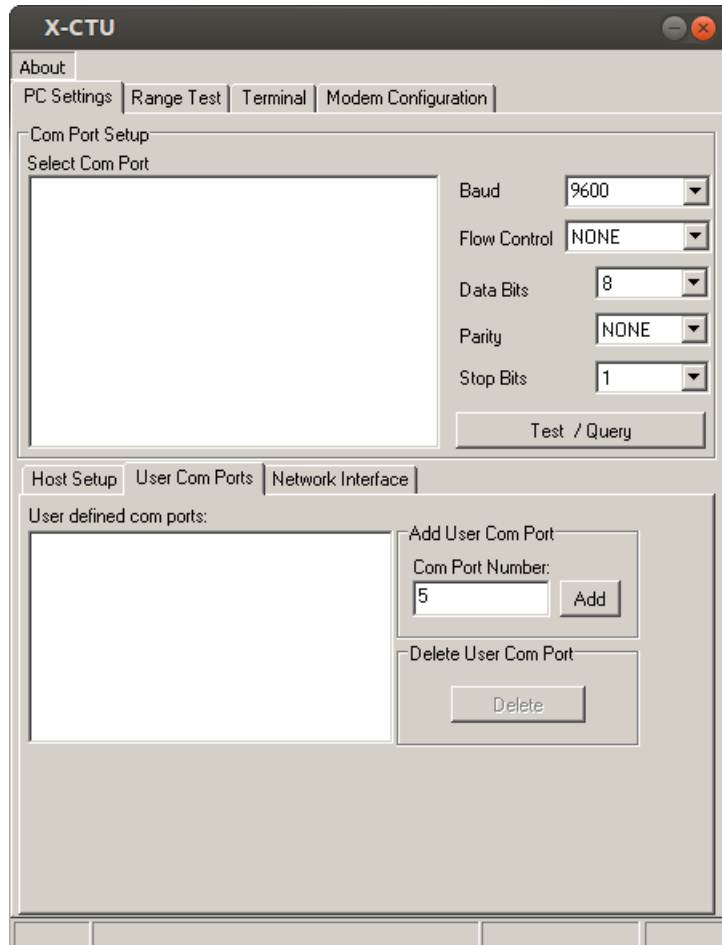 X-CTU
About
PC Settings Range Test Terminal Modem Configuration
Com Port Setup
Select Com Port
Baud 9600
Flow Control NONE
Data Bits 8
Parity NONE
Stop Bits 1
Test / Query
Host Setup User Com Ports Network Interface
User defined com ports:
Add User Com Port
Com Port Number:
5 Add
Delete User Com Port
Delete